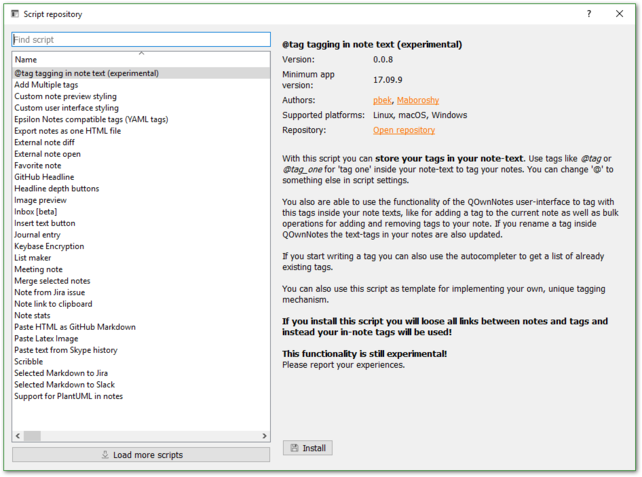 Script repository
Find script
Name
@tag tagging in note text (experimental)
Add Multiple tags
Custom note preview styling
Custom user interface styling
Epsilon Notes compatible tags (YAML tags)
Export notes as one HTML file
External note diff
External note open
Favorite note
GitHub Headline
Headline depth buttons
Image preview
Inbox [beta]
Insert text button
Journal entry
Keybase Encryption
List maker
Meeting note
Merge selected notes
Note from Jira issue
Note link to clipboard
Note stats
Paste HTML as GitHub Markdown
Paste Latex Image
Paste text from Skype history
Scribble
Selected Markdown to Jira
Selected Markdown to Slack
Support for PlantUML in notes
Load more scripts
@tag tagging in note text (experimental)
Version: 0.0.8
Minimum app
version: 17.09.9
Authors: pbek, Maboroshy
Supported platforms: Linux, macOS, Windows
Repository: Open repository
With this script you can store your tags in your note-text. Use tags like @tag or
@tag_one for 'tag one' inside your note-text to tag your notes. You can change '@' to
something else in script settings.
You also are able to use the functionality of the QOwnNotes user-interface to tag with
this tags inside your note texts, like for adding a tag to the current note as well as bulk
operations for adding and removing tags to your note. If you rename a tag inside
QOwnNotes the text-tags in your notes are also updated.
If you start writing a tag you can also use the autocompleter to get a list of already
existing tags.
You can also use this script as template for implementing your own, unique tagging
mechanism.
If you install this script you will loose all links between notes and tags and
instead your in-note tags will be used!
This functionality is still experimental!
Please report your experiences.
Install